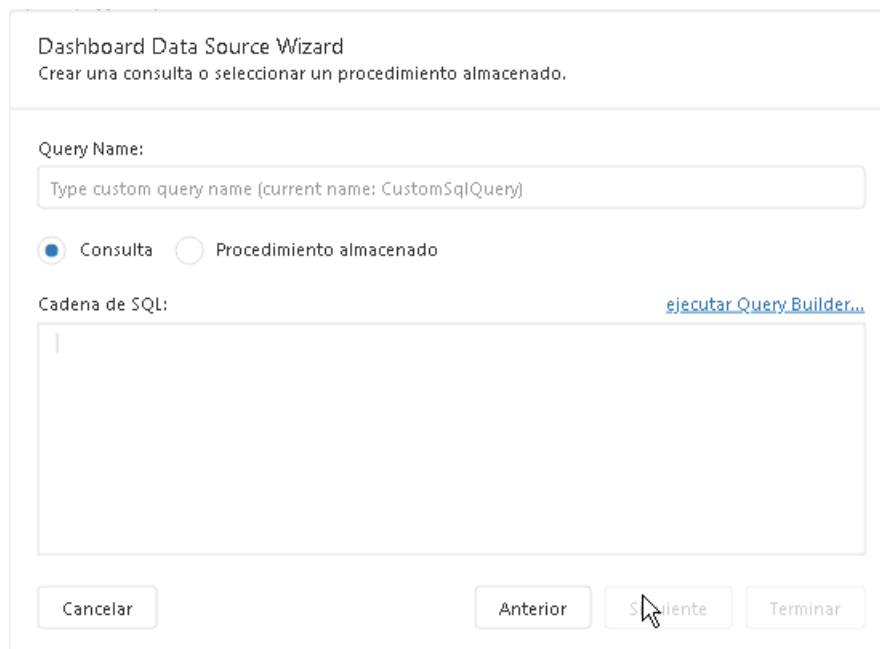 Dashboard Data Source Wizard
Crear una consulta o seleccionar un procedimiento almacenado.
Query Name:
Type custom query name (current name: CustomSqlQuery)
Consulta Procedimiento almacenado
Cadena de SQL: ejecutar Query Builder...
Cancelar Anterior Siguiente Terminar